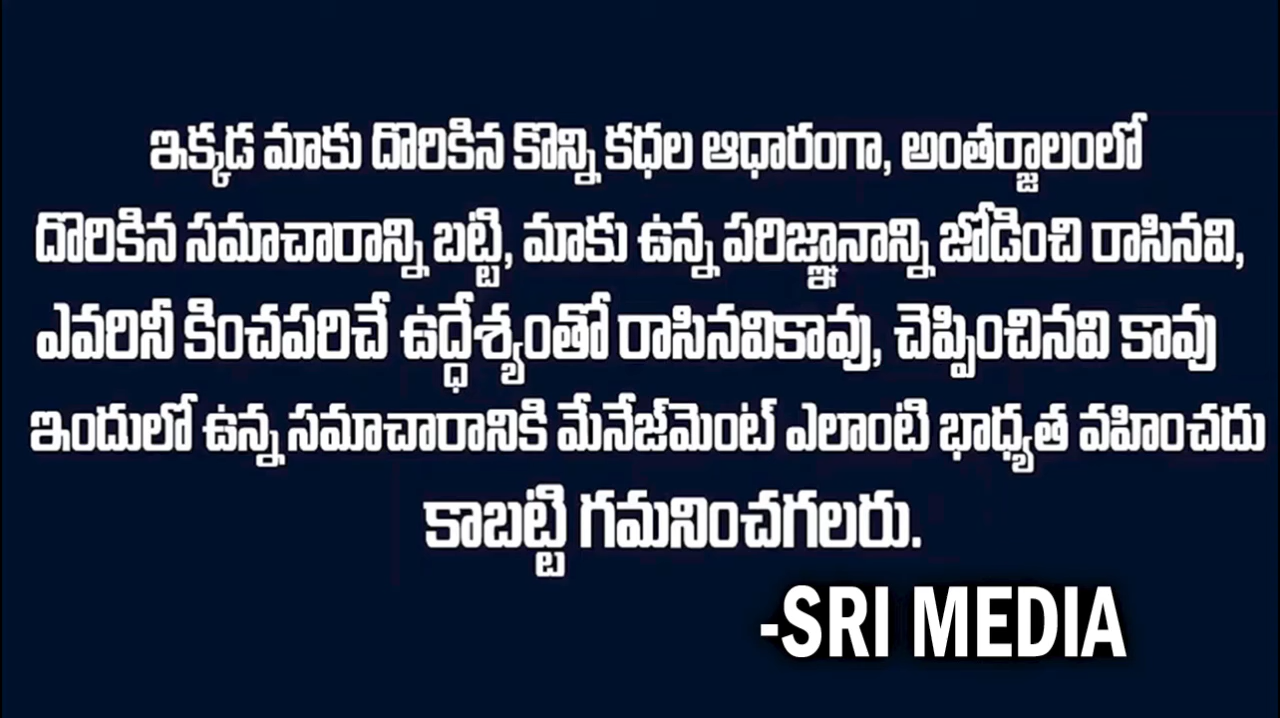 ఇక్కడ మాకు దొరికిన కొన్ని కధల ఆధారంగా, అంతర్జాలంలో
దొరికిన సమాచారాన్ని బట్టి, మాకు ఉన్న పరిజ్ఞానాన్ని జోడించి రాసినవి,
ఎవరినీ కించపరిచే ఉద్ధేశ్యంతో రాసినవికావు, చెప్పించినవి కావు
ఇందులో ఉన్న సమాచారానికి మేనేజ్‌మెంట్ ఎలాంటి భాధ్యత వహించదు
కాబట్టి గమనించగలరు.
-SRI MEDIA